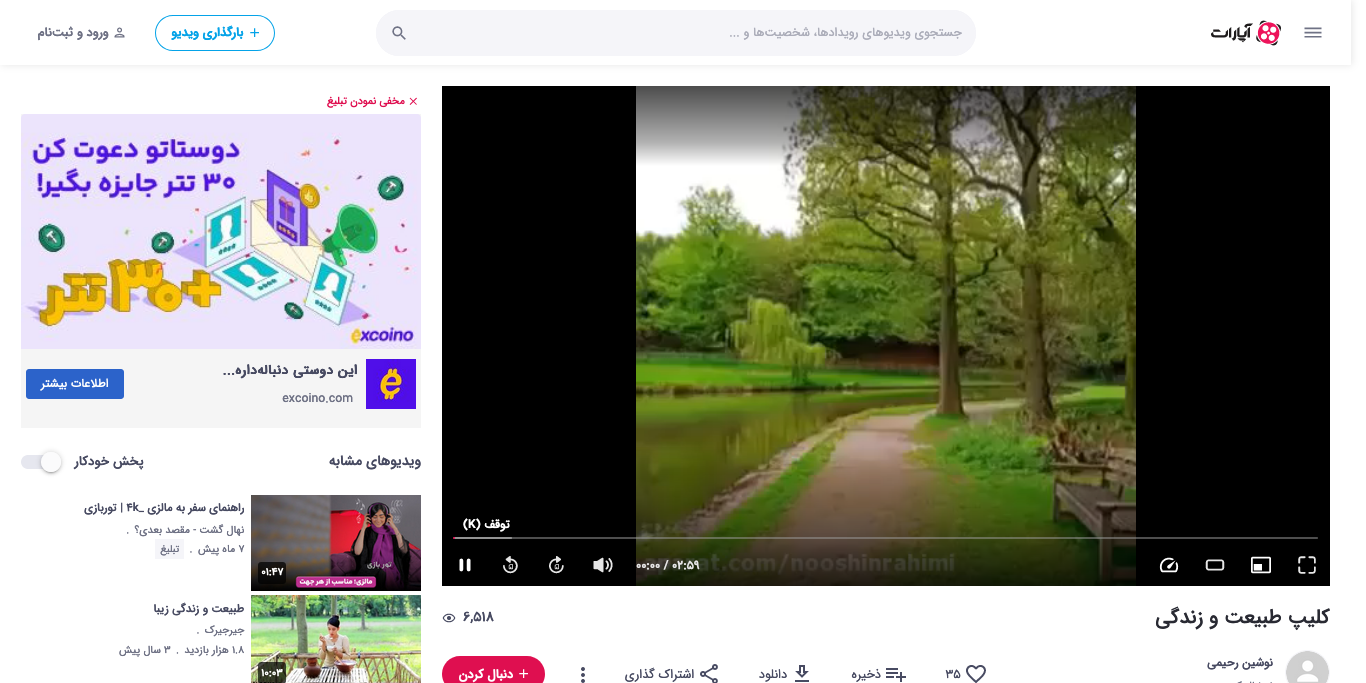 آپارات
جستجوی ویدیوهای رویدادها، شخصیت‌ها و ...
+ بارگذاری ویدیو
ورود و ثبت‌نام
توقف (K)
۰۰:۰۰ / ۰۲:۵۹
at.com/nooshinrahimi
کلیپ طبیعت و زندگی
۶,۵۱۸
نوشین رحیمی
۳۵
ذخیره
دانلود
اشتراک گذاری
+ دنبال کردن
مخفی نمودن تبلیغ
دوستاتو دعوت کن
۳۰ تتر جایزه بگیر!
+۳۰ تتر
excoino
این دوستی دنباله‌داره...
excoino.com
اطلاعات بیشتر
ویدیوهای مشابه
پخش خودکار
راهنمای سفر به مالزی _۴k | توربازی
نهال گشت - مقصد بعدی؟ .
۷ ماه پیش . تبلیغ
تور بازی
مالزی؛ مناسب از هر جهت
۰۱:۴۷
طبیعت و زندگی زیبا
جیرجیرک .
۱.۸ هزار بازدید . ۳ سال پیش
۱۰:۰۳